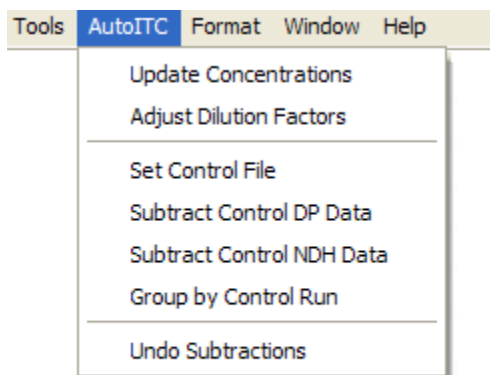 Tools AutoITC Format Window Help
Update Concentrations
Adjust Dilution Factors
Set Control File
Subtract Control DP Data
Subtract Control NDH Data
Group by Control Run
Undo Subtractions